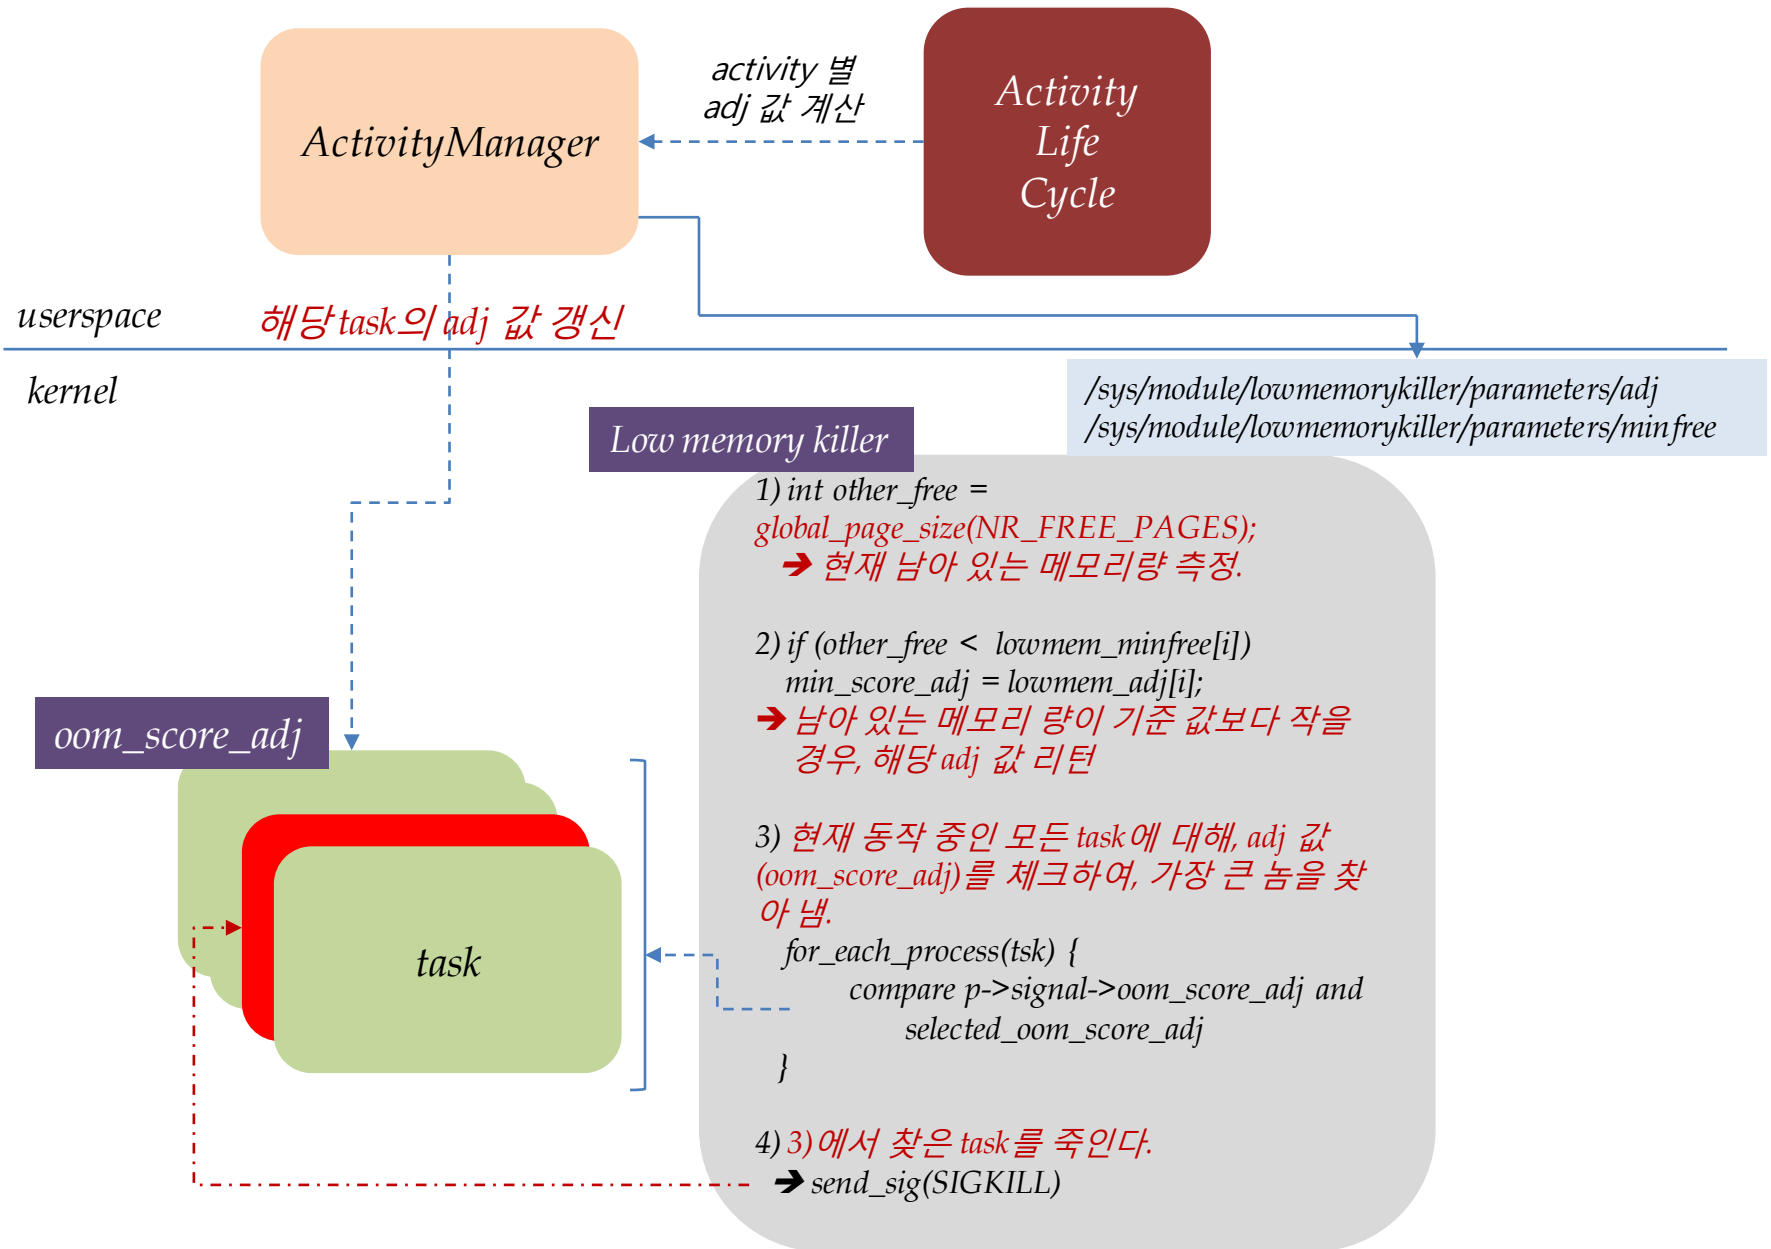 ActivityManager
activity 별
adj 값 계산
Activity
Life
Cycle
userspace
해당 task의 adj 값 갱신
kernel
/sys/module/lowmemorykiller/parameters/adj
/sys/module/lowmemorykiller/parameters/minfree
Low memory killer
1) int other_free =
global_page_size(NR_FREE_PAGES);
➔ 현재 남아 있는 메모리량 측정.
2) if (other_free < lowmem_minfree[i])
min_score_adj = lowmem_adj[i];
➔ 남아 있는 메모리 량이 기준 값보다 작을
경우, 해당 adj 값 리턴
3) 현재 동작 중인 모든 task에 대해, adj 값
(oom_score_adj)를 체크하여, 가장 큰 놈을 찾
아 냄.
for_each_process(tsk) {
compare p->signal->oom_score_adj and
selected_oom_score_adj
}
4) 3)에서 찾은 task를 죽인다.
➔ send_sig(SIGKILL)
oom_score_adj
task